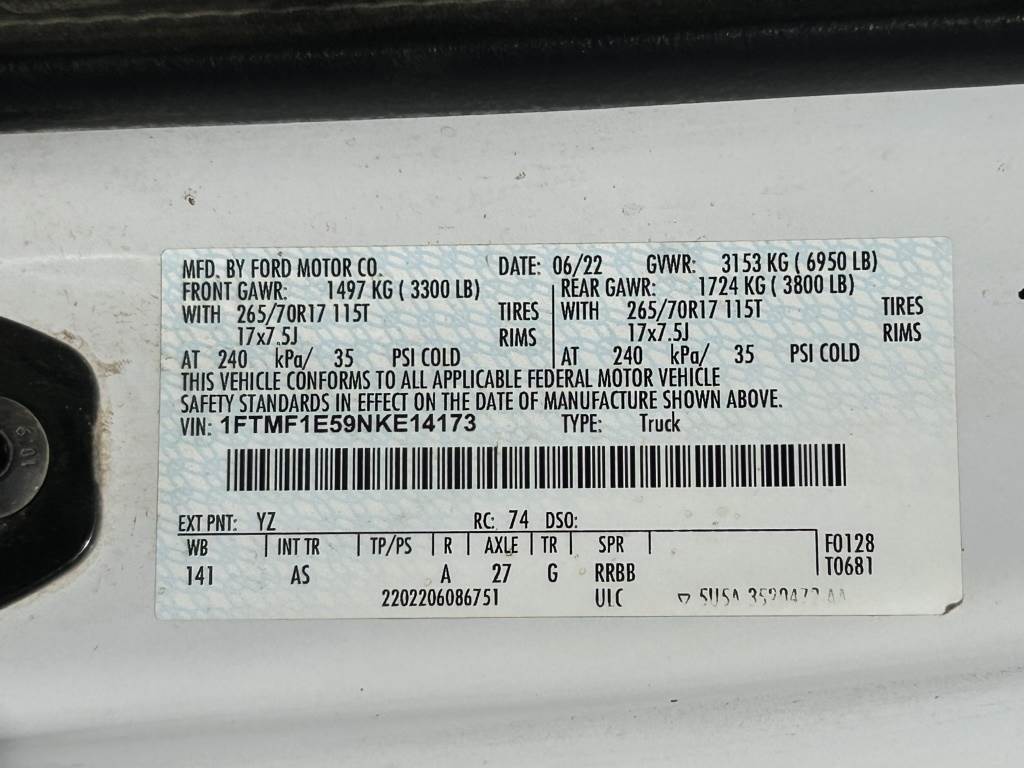 MFD. BY FORD MOTOR CO. DATE: 06/22 GVWR: 3153 KG ( 6950 LB)
FRONT GAWR: 1497 KG ( 3300 LB) REAR GAWR: 1724 KG ( 3800 LB)
WITH 265/70R17 115T TIRES WITH 265/70R17 115T TIRES
17x7.5J RIMS 17x7.5J RIMS
AT 240 kPa/ 35 PSI COLD AT 240 kPa/ 35 PSI COLD
THIS VEHICLE CONFORMS TO ALL APPLICABLE FEDERAL MOTOR VEHICLE
SAFETY STANDARDS IN EFFECT ON THE DATE OF MANUFACTURE SHOWN ABOVE.
VIN: 1FTMF1E59NKE14173 TYPE: Truck
EXT PNT: YZ RC: 74 DSO:
WB INT TR TP/PS R AXLE TR SPR F0128
141 AS A 27 G RRBB T0681
2202206086751 ULC
10.9